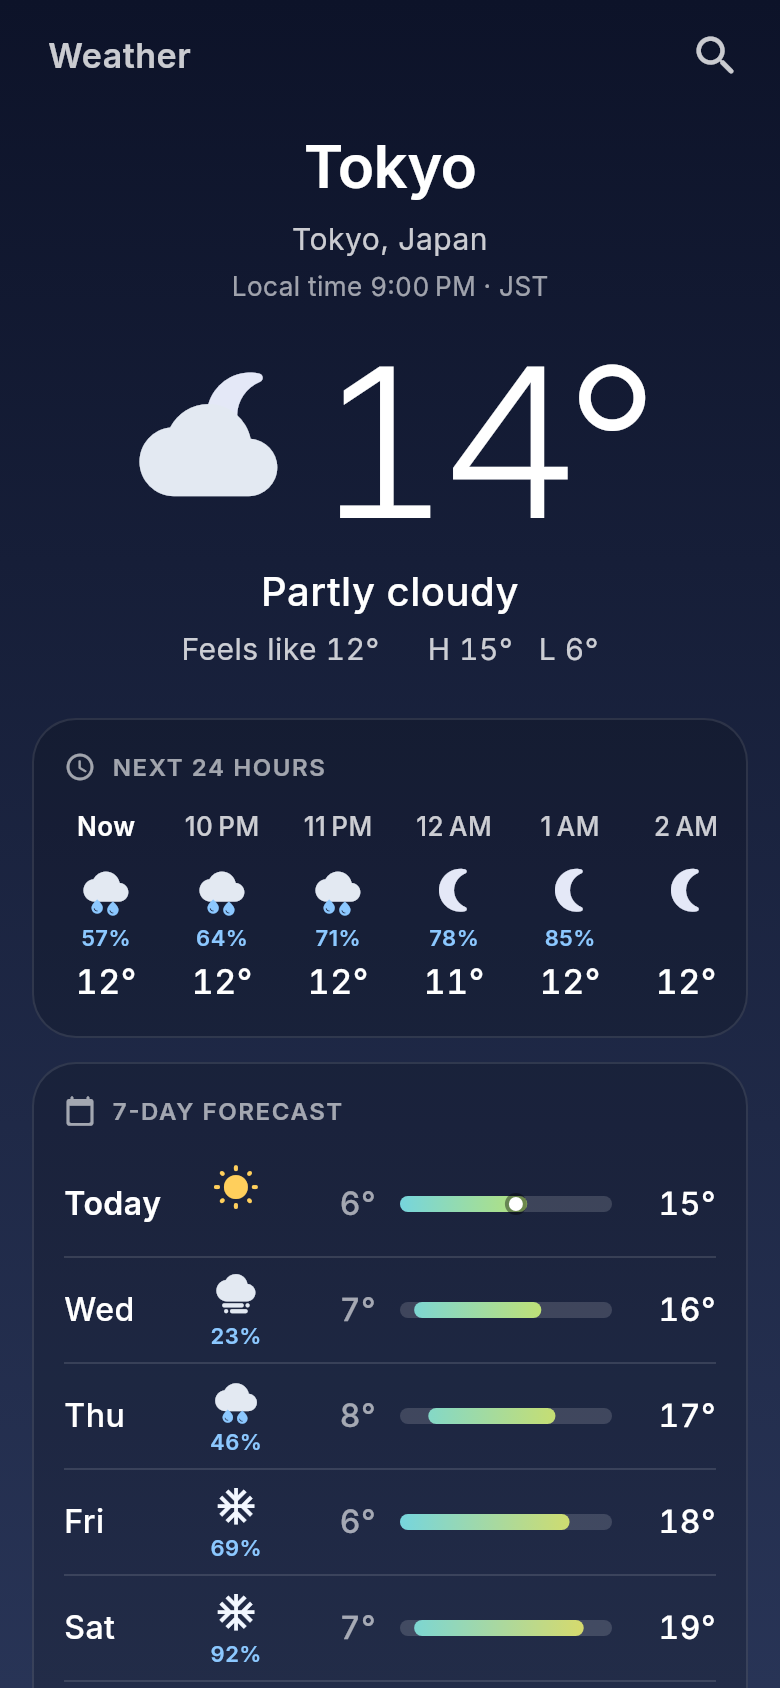 Weather
Tokyo
Tokyo, Japan
Local time 9:00 PM · JST
14°
Partly cloudy
Feels like 12° H 15° L 6°
NEXT 24 HOURS
Now 10 PM 11 PM 12 AM 1 AM 2 AM
57% 64% 71% 78% 85%
12° 12° 12° 11° 12° 12°
7-DAY FORECAST
Today 6° 15°
Wed 23% 7° 16°
Thu 46% 8° 17°
Fri 69% 6° 18°
Sat 92% 7° 19°